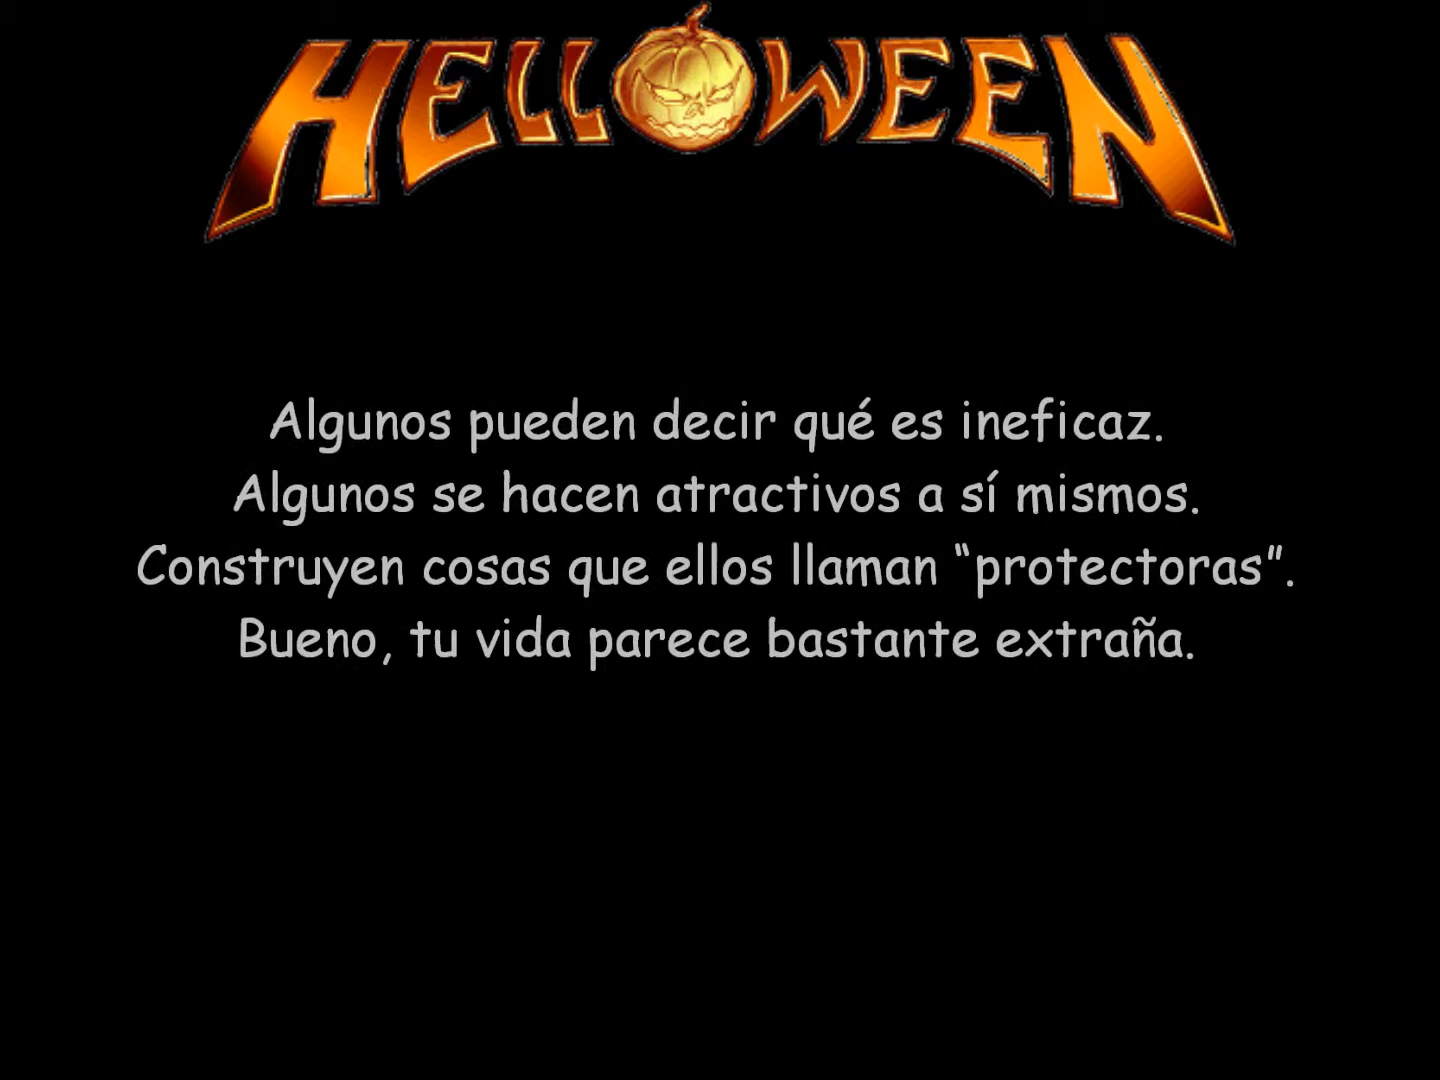 HELLOWEEN
Algunos pueden decir qué es ineficaz.
Algunos se hacen atractivos a sí mismos.
Construyen cosas que ellos llaman “protectoras”.
Bueno, tu vida parece bastante extraña.